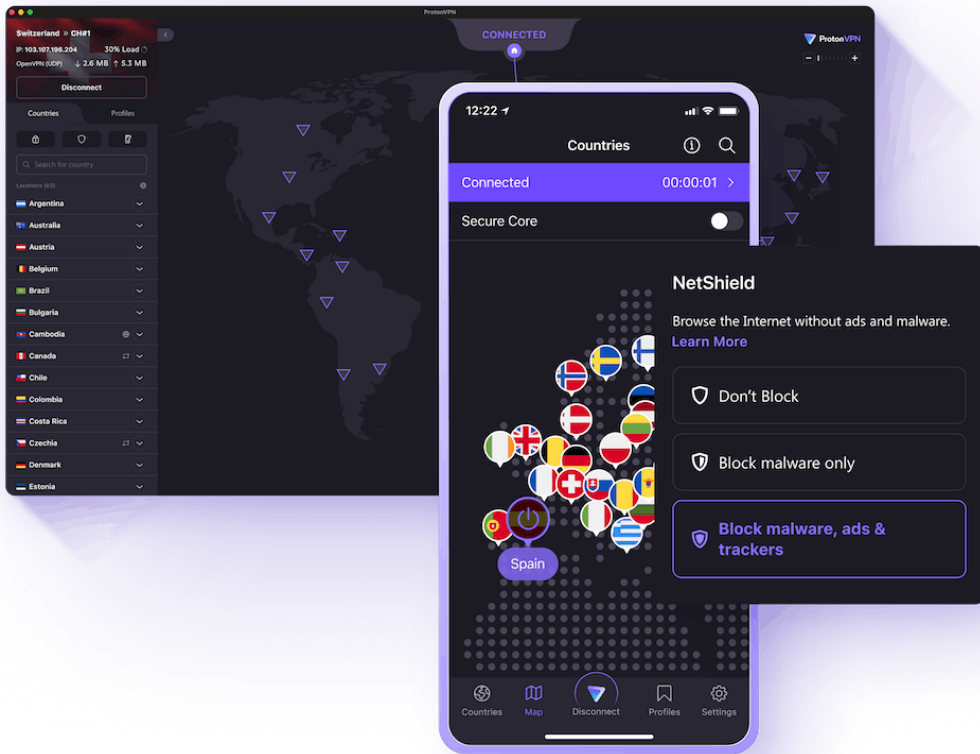 ProtonVPN
Switzerland » CH#1
IP: 103.107.196.204 30% Load
OpenVPN (UDP) ↓ 2.6 MB ↑ 5.3 MB
Disconnect
Countries Profiles
Search for country
Locations (63)
Argentina
Australia
Austria
Belgium
Brazil
Bulgaria
Cambodia
Canada
Chile
Colombia
Costa Rica
Czechia
Denmark
Estonia
CONNECTED
ProtonVPN
12:22
Countries
Connected 00:00:01
Secure Core
Spain
Countries Map Disconnect Profiles Settings
NetShield
Browse the Internet without ads and malware.
Learn More
Don't Block
Block malware only
Block malware, ads &
trackers